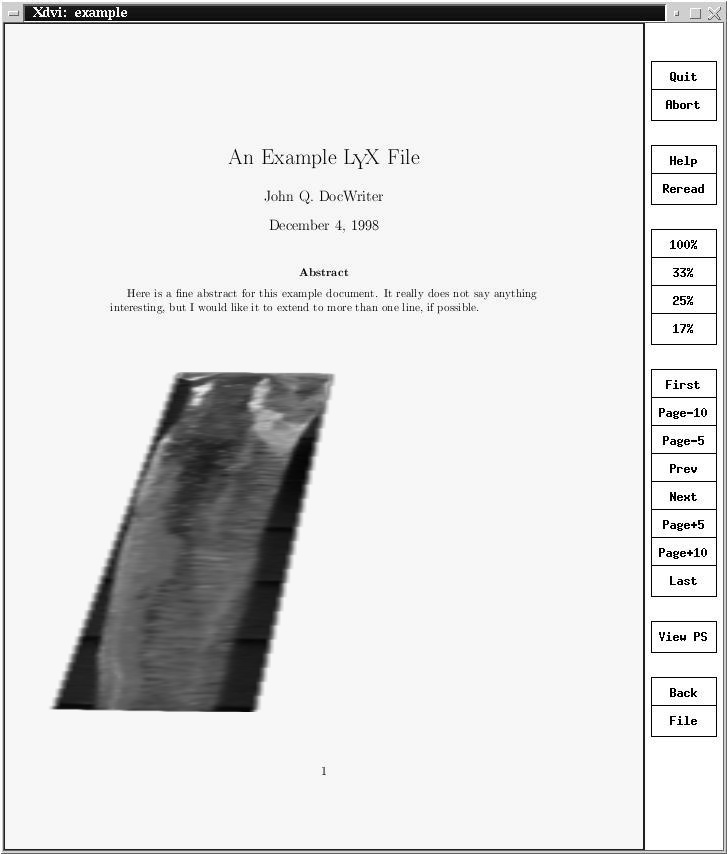 Xdvi: example
An Example LyX File
John Q. DocWriter
December 4, 1998
Abstract
Here is a fine abstract for this example document. It really does not say anything
interesting, but I would like it to extend to more than one line, if possible.
1
Quit
Abort
Help
Reread
100%
33%
25%
17%
First
Page-10
Page-5
Prev
Next
Page+5
Page+10
Last
View PS
Back
File